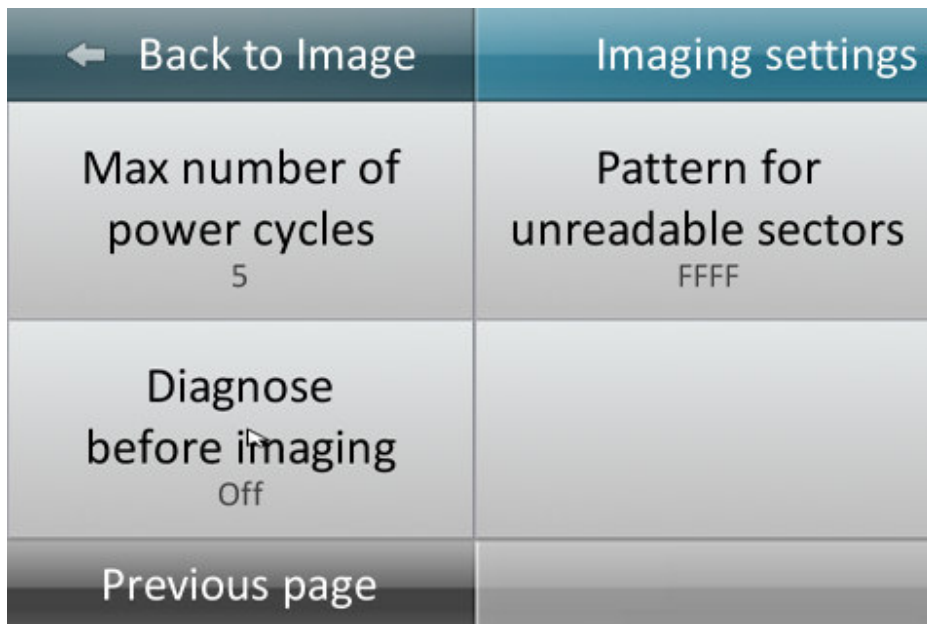 Back to Image
Imaging settings
Max number of
power cycles
5
Pattern for
unreadable sectors
FFFF
Diagnose
before imaging
Off
Previous page